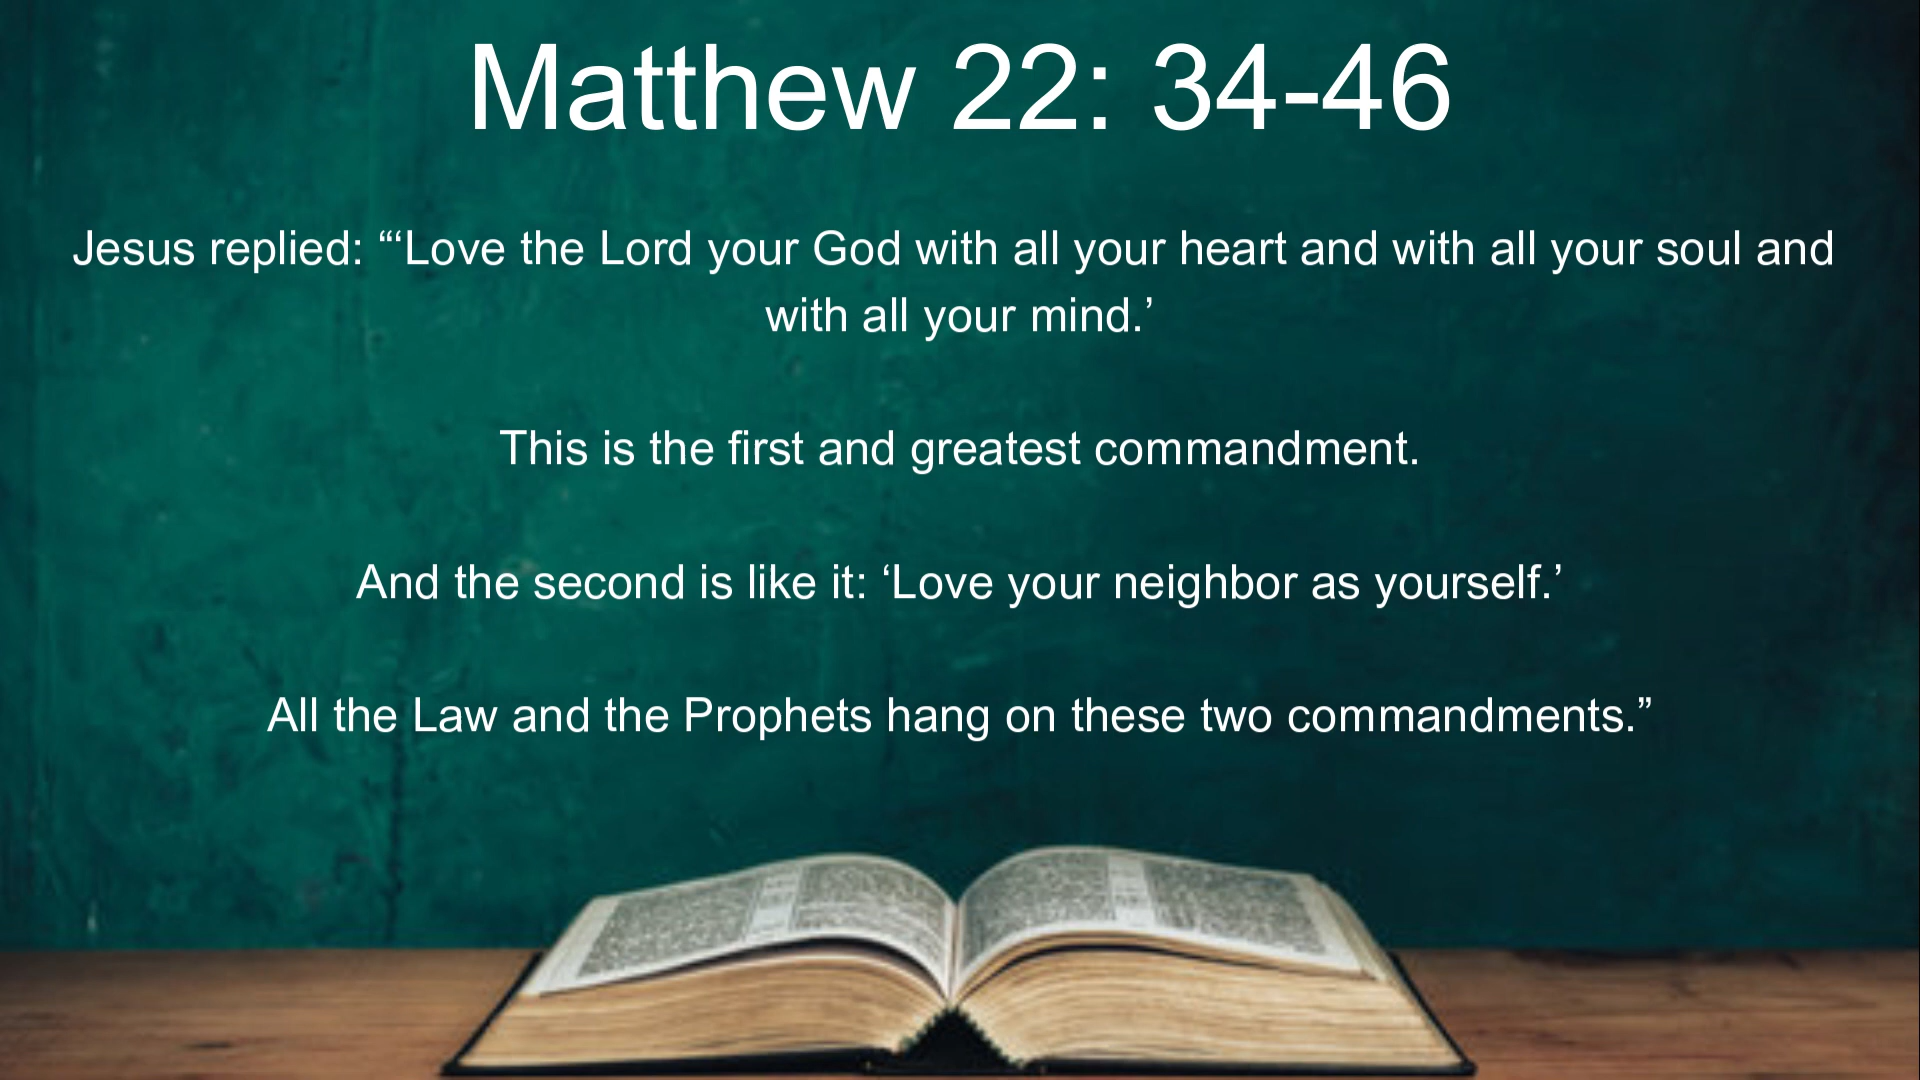 Matthew 22: 34-46
Jesus replied: “‘Love the Lord your God with all your heart and with all your soul and
with all your mind.’
This is the first and greatest commandment.
And the second is like it: ‘Love your neighbor as yourself.’
All the Law and the Prophets hang on these two commandments.”